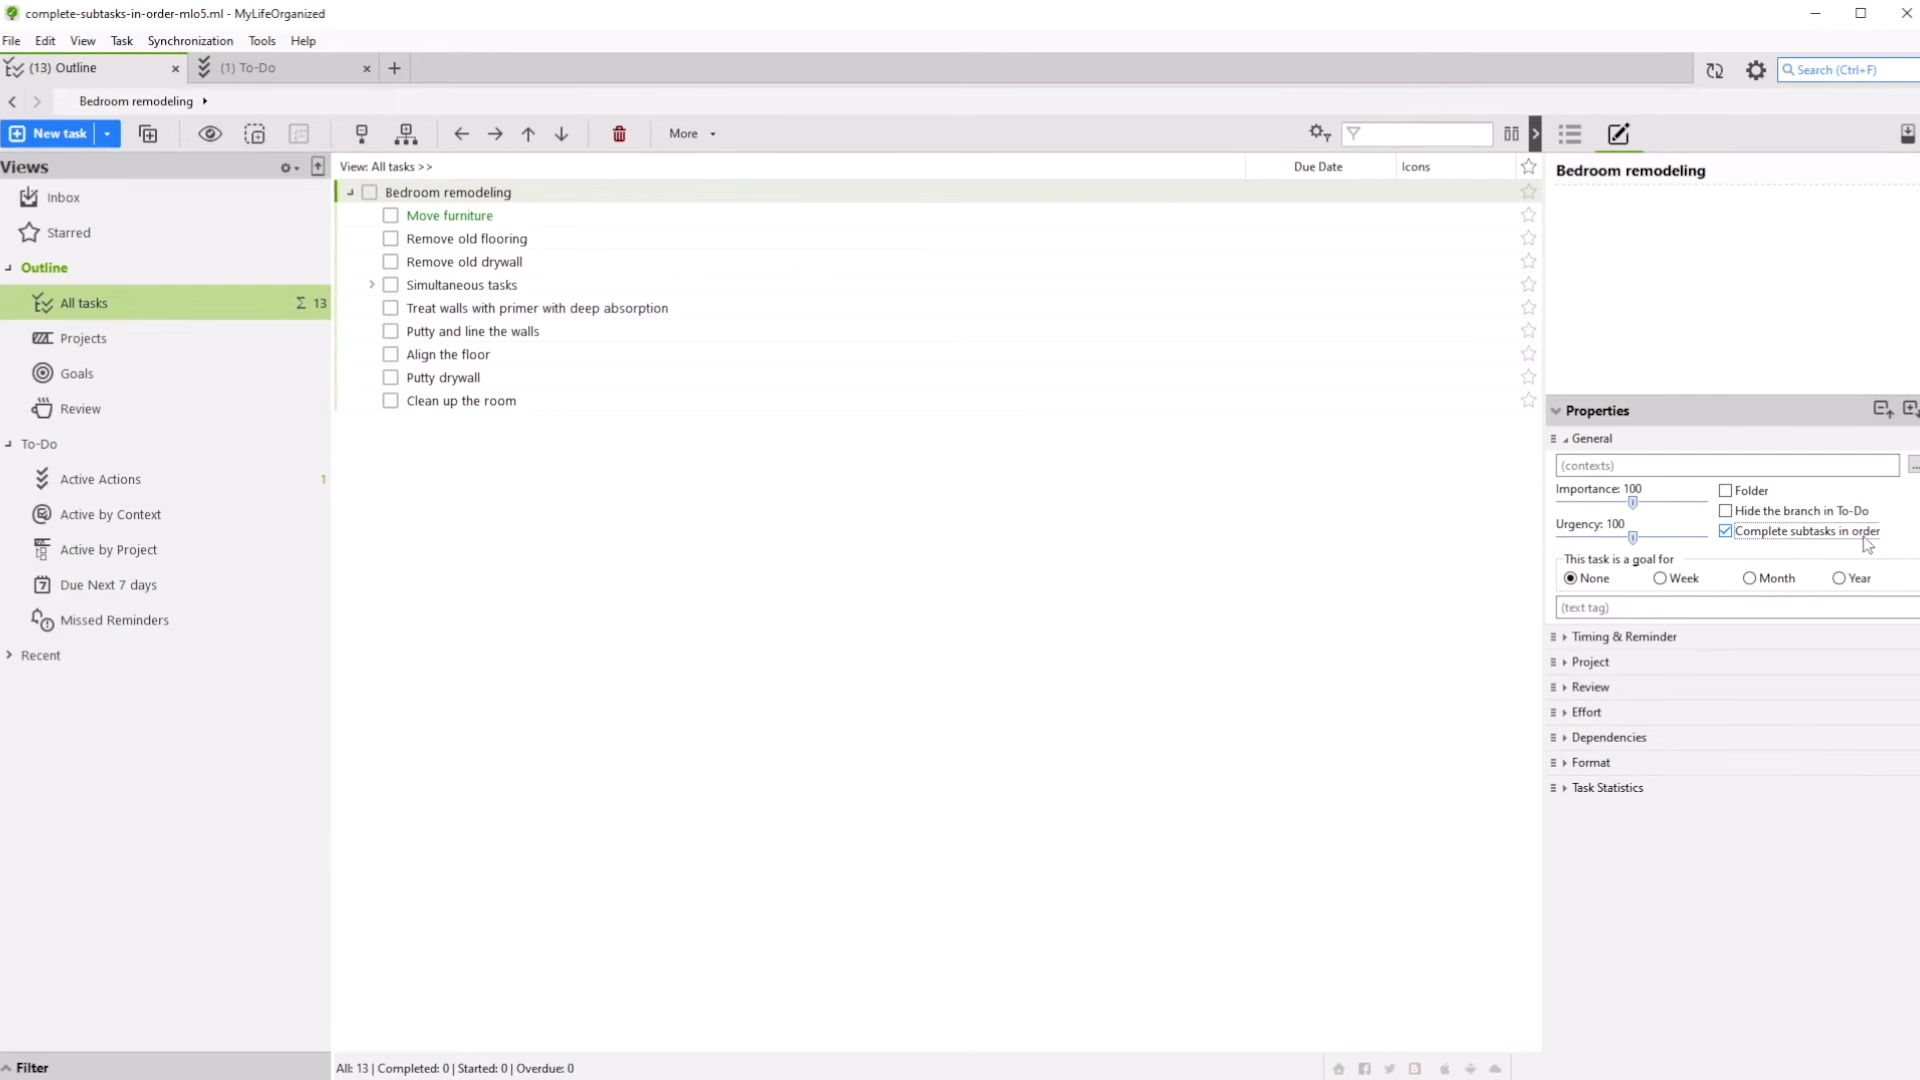 complete-subtasks-in-order-mlo5.ml - MyLifeOrganized
File Edit View Task Synchronization Tools Help
(13) Outline
(1) To-Do
Search (Ctrl+F)
Bedroom remodeling
New task
More
Views
View: All tasks >>
Due Date
Icons
Inbox
Starred
Outline
All tasks
Σ 13
Projects
Goals
Review
To-Do
Active Actions
1
Active by Context
Active by Project
Due Next 7 days
Missed Reminders
Recent
Filter
Bedroom remodeling
Move furniture
Remove old flooring
Remove old drywall
Simultaneous tasks
Treat walls with primer with deep absorption
Putty and line the walls
Align the floor
Putty drywall
Clean up the room
All: 13 | Completed: 0 | Started: 0 | Overdue: 0
Bedroom remodeling
Properties
General
(contexts)
...
Importance: 100
Folder
Hide the branch in To-Do
Urgency: 100
Complete subtasks in order
This task is a goal for
None Week Month Year
(text tag)
Timing & Reminder
Project
Review
Effort
Dependencies
Format
Task Statistics